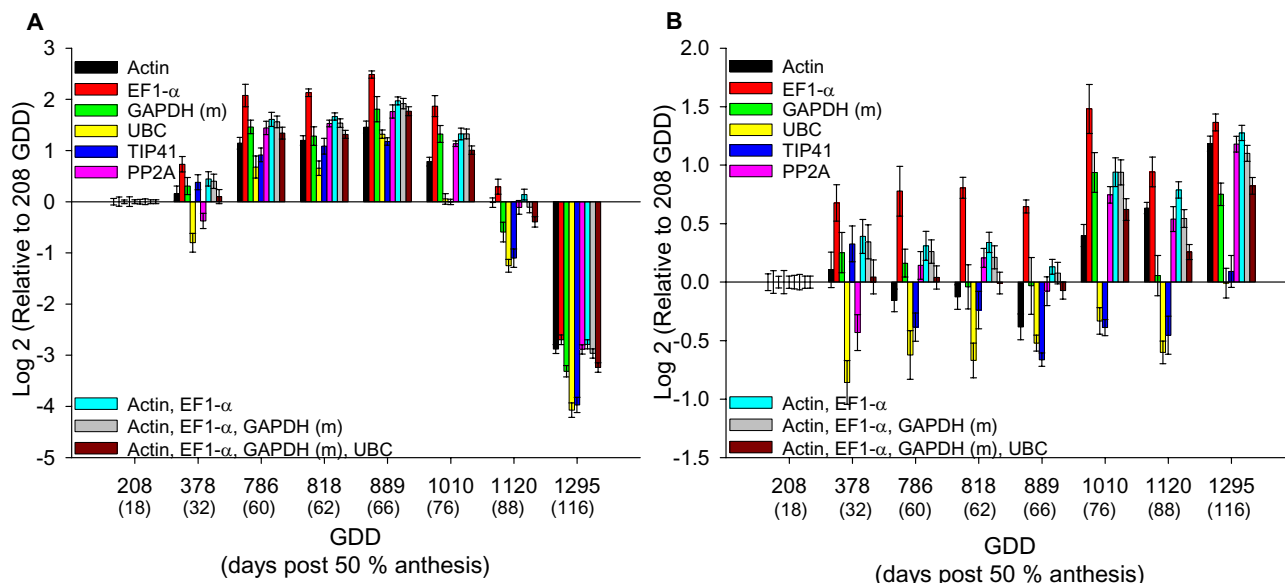 A
Log 2 (Relative to 208 GDD)
3
2
1
0
-1
-2
-3
-4
-5
Actin
EF1-α
GAPDH (m)
UBC
TIP41
PP2A
Actin, EF1-α
Actin, EF1-α, GAPDH (m)
Actin, EF1-α, GAPDH (m), UBC
208 378 786 818 889 1010 1120 1295
(18) (32) (60) (62) (66) (76) (88) (116)
GDD
(days post 50 % anthesis)
B
Log 2 (Relative to 208 GDD)
2.0
1.5
1.0
0.5
0.0
-0.5
-1.0
-1.5
Actin
EF1-α
GAPDH (m)
UBC
TIP41
PP2A
Actin, EF1-α
Actin, EF1-α, GAPDH (m)
Actin, EF1-α, GAPDH (m), UBC
208 378 786 818 889 1010 1120 1295
(18) (32) (60) (62) (66) (76) (88) (116)
GDD
(days post 50 % anthesis)